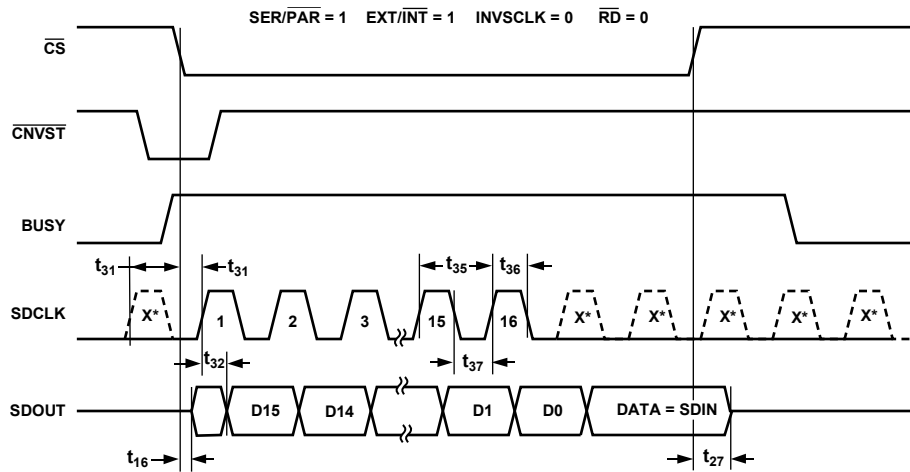 SER/PAR = 1 EXT/INT = 1 INVSCLK = 0 RD = 0
CS
CNVST
BUSY
t31 t31 t35 t36
SDCLK X* 1 2 3 15 16 X* X* X* X* X*
t32 t37
SDOUT D15 D14 D1 D0 DATA = SDIN
t16 t27